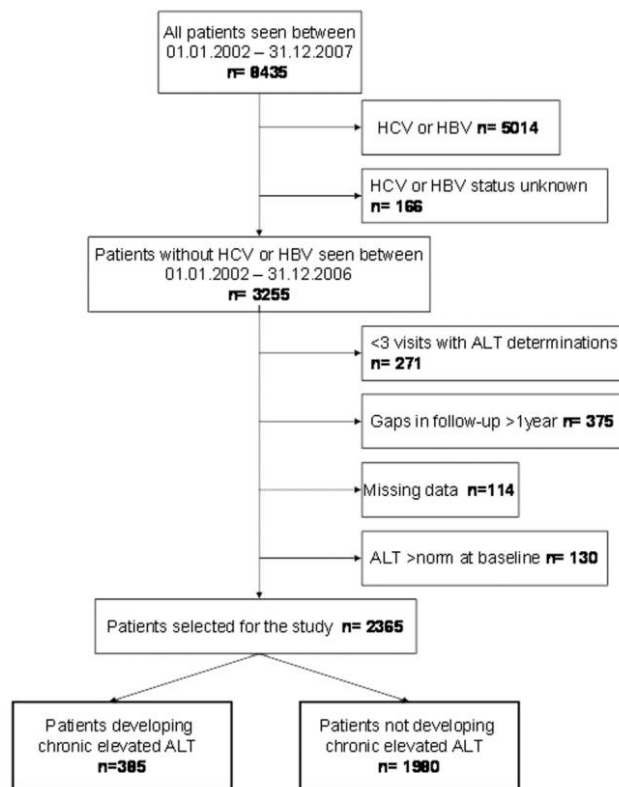 All patients seen between
01.01.2002 – 31.12.2007
n= 8435
HCV or HBV n= 5014
HCV or HBV status unknown
n= 166
Patients without HCV or HBV seen between
01.01.2002 – 31.12.2006
n= 3255
<3 visits with ALT determinations
n= 271
Gaps in follow-up >1year n= 375
Missing data n=114
ALT >norm at baseline n= 130
Patients selected for the study n= 2365
Patients developing
chronic elevated ALT
n=385
Patients not developing
chronic elevated ALT
n= 1980